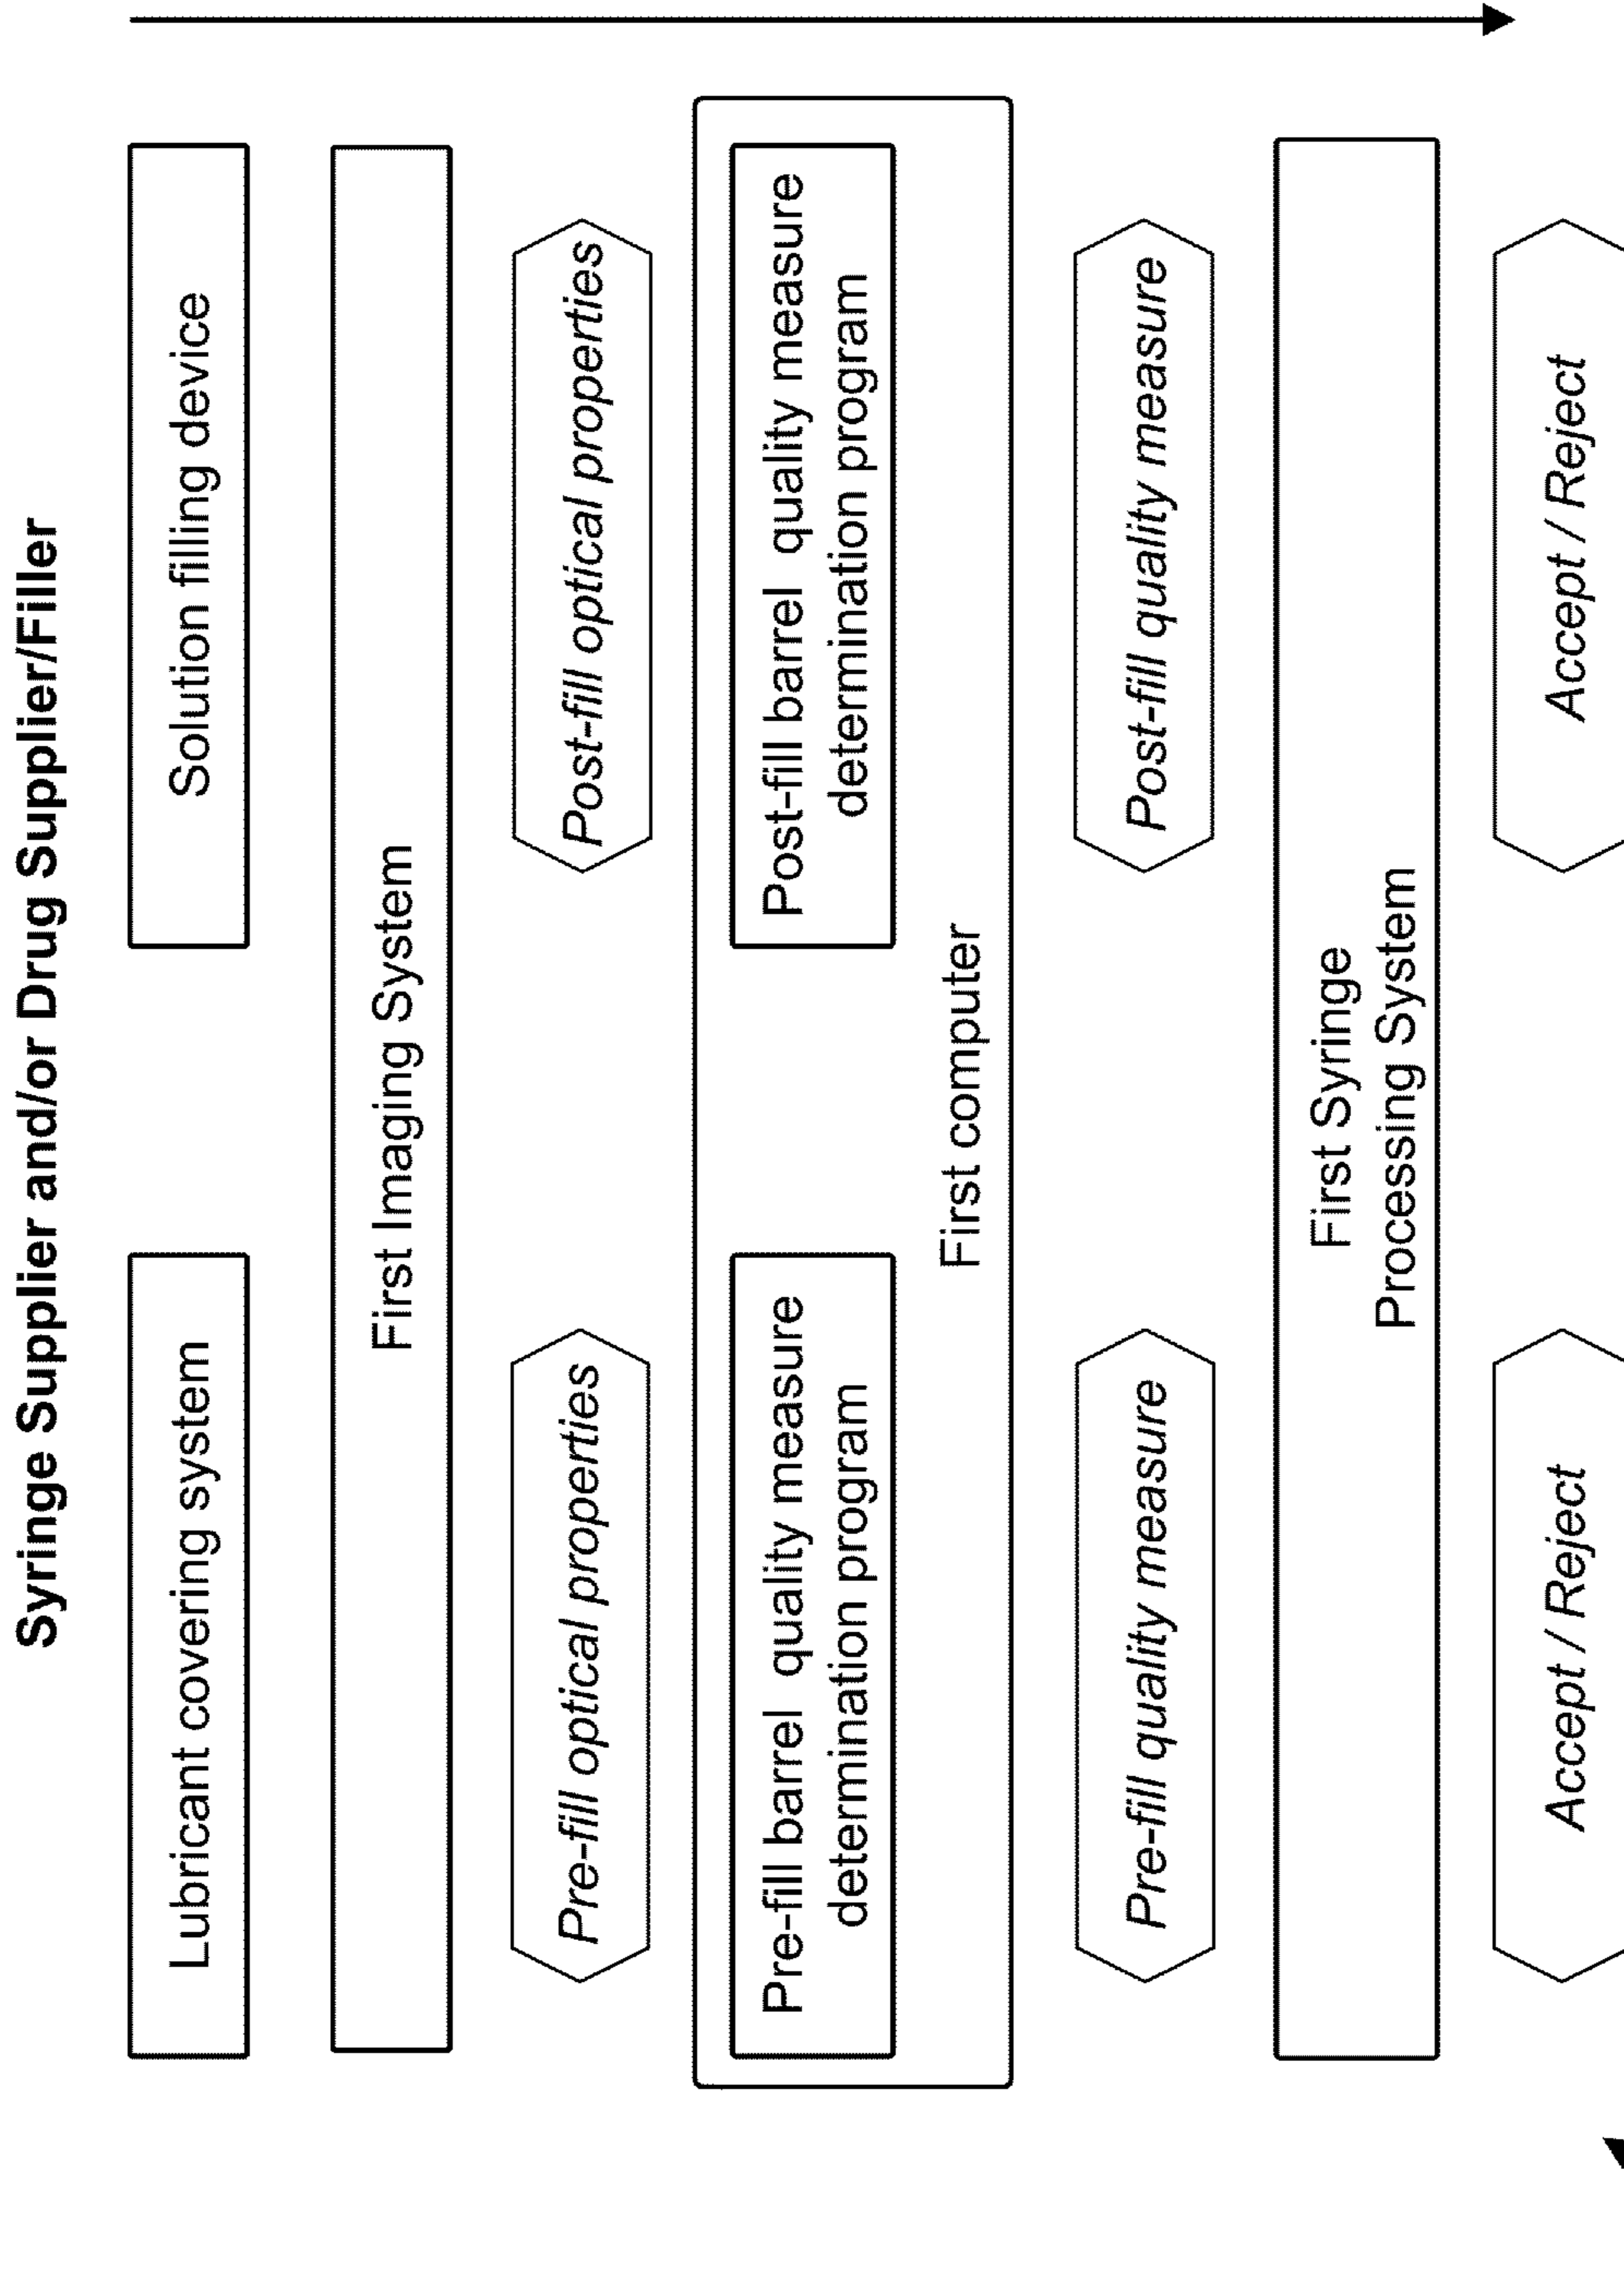 Syringe Supplier and/or Drug Supplier/Filler
Lubricant covering system
Solution filling device
First Imaging System
Pre-fill optical properties
Post-fill optical properties
Pre-fill barrel quality measure
determination program
Post-fill barrel quality measure
determination program
First computer
Pre-fill quality measure
Post-fill quality measure
First Syringe
Processing System
Accept / Reject
Accept / Reject